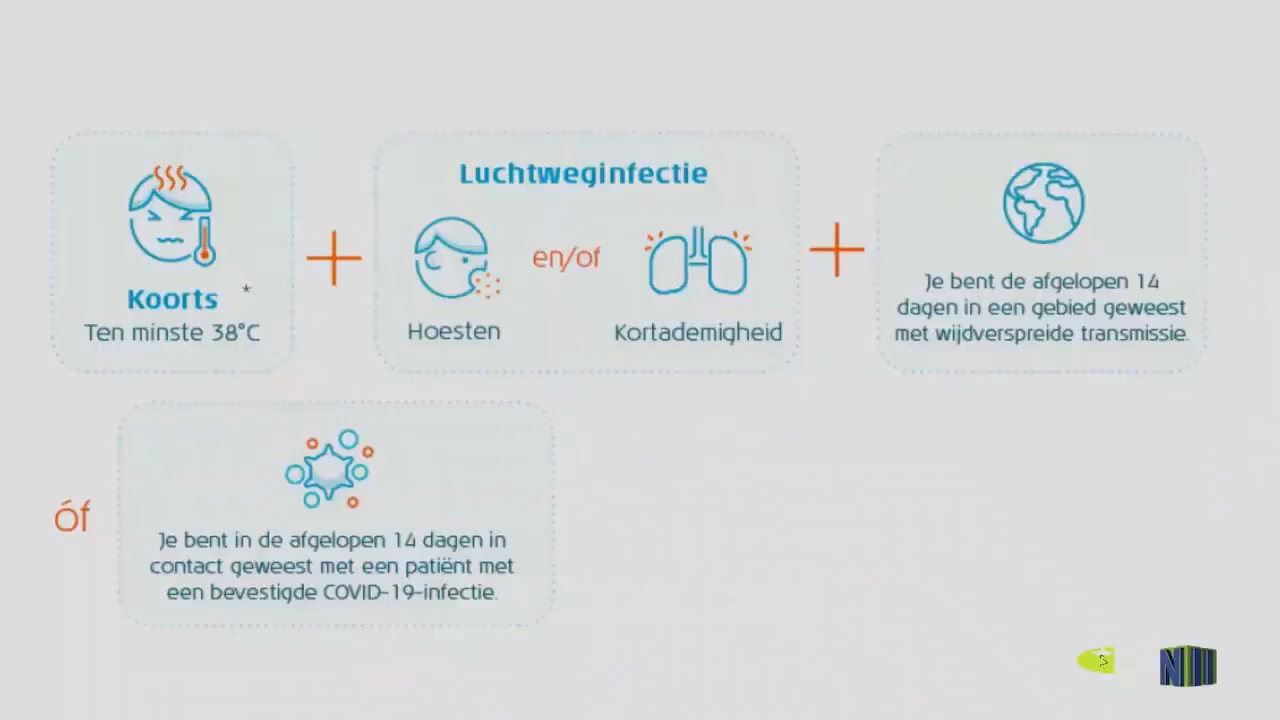 Luchtweginfectie
en/of
Koorts *
Ten minste 38°C
Hoesten
Kortademigheid
Je bent de afgelopen 14
dagen in een gebied geweest
met wijdverspreide transmissie.
óf
Je bent in de afgelopen 14 dagen in
contact geweest met een patiënt met
een bevestigde COVID-19-infectie.